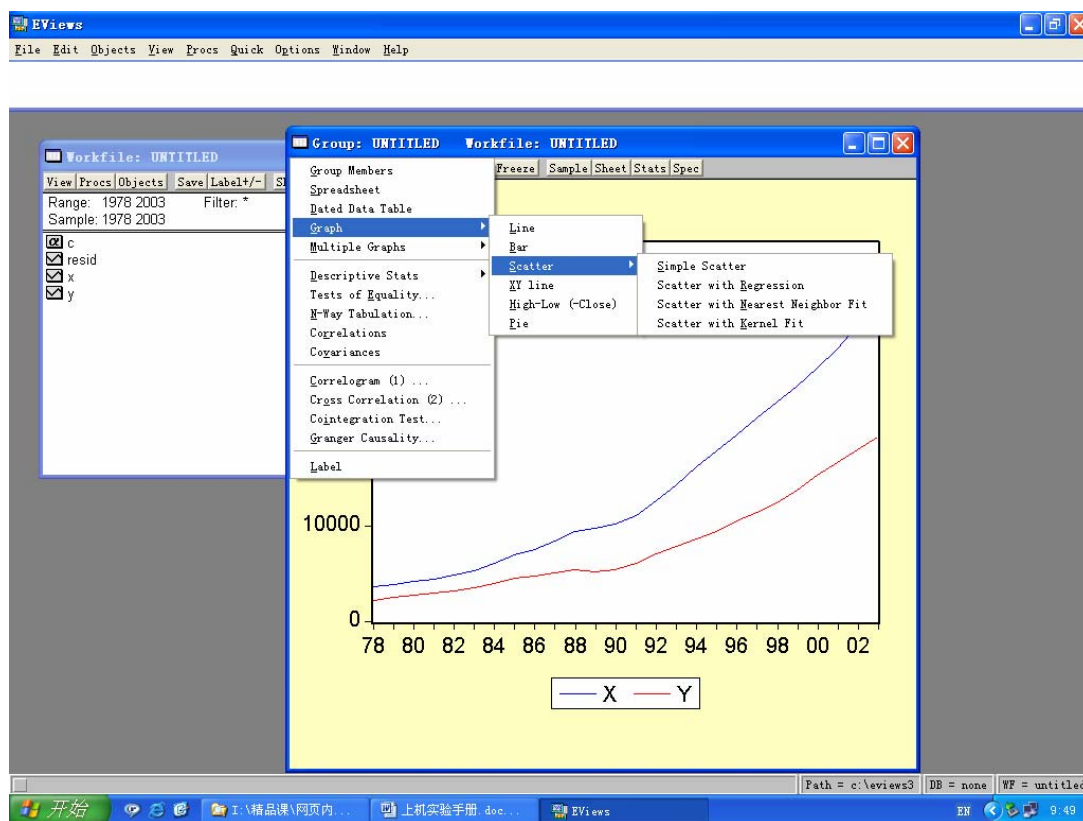 EViews
File Edit Objects View Procs Quick Options Window Help
Workfile: UNTITLED
View Procs Objects Save Label+/-
Range: 1978 2003 Filter: *
Sample: 1978 2003
c
resid
x
y
Group: UNTITLED Workfile: UNTITLED
Freeze Sample Sheet Stats Spec
Group Members
Spreadsheet
Dated Data Table
Graph
Multiple Graphs
Descriptive Stats
Tests of Equality...
N-Way Tabulation...
Correlations
Covariances
Correlogram (1) ...
Cross Correlation (2) ...
Cointegration Test...
Granger Causality...
Label
Line
Bar
Scatter
XY line
High-Low (-Close)
Pie
Simple Scatter
Scatter with Regression
Scatter with Nearest Neighbor Fit
Scatter with Kernel Fit
10000
0
78 80 82 84 86 88 90 92 94 96 98 00 02
X Y
Path = c:\eviews3 DB = none WF = untitled
开始 I:\精品课\网页内... 上机实验手册.doc... EViews EN 9:49